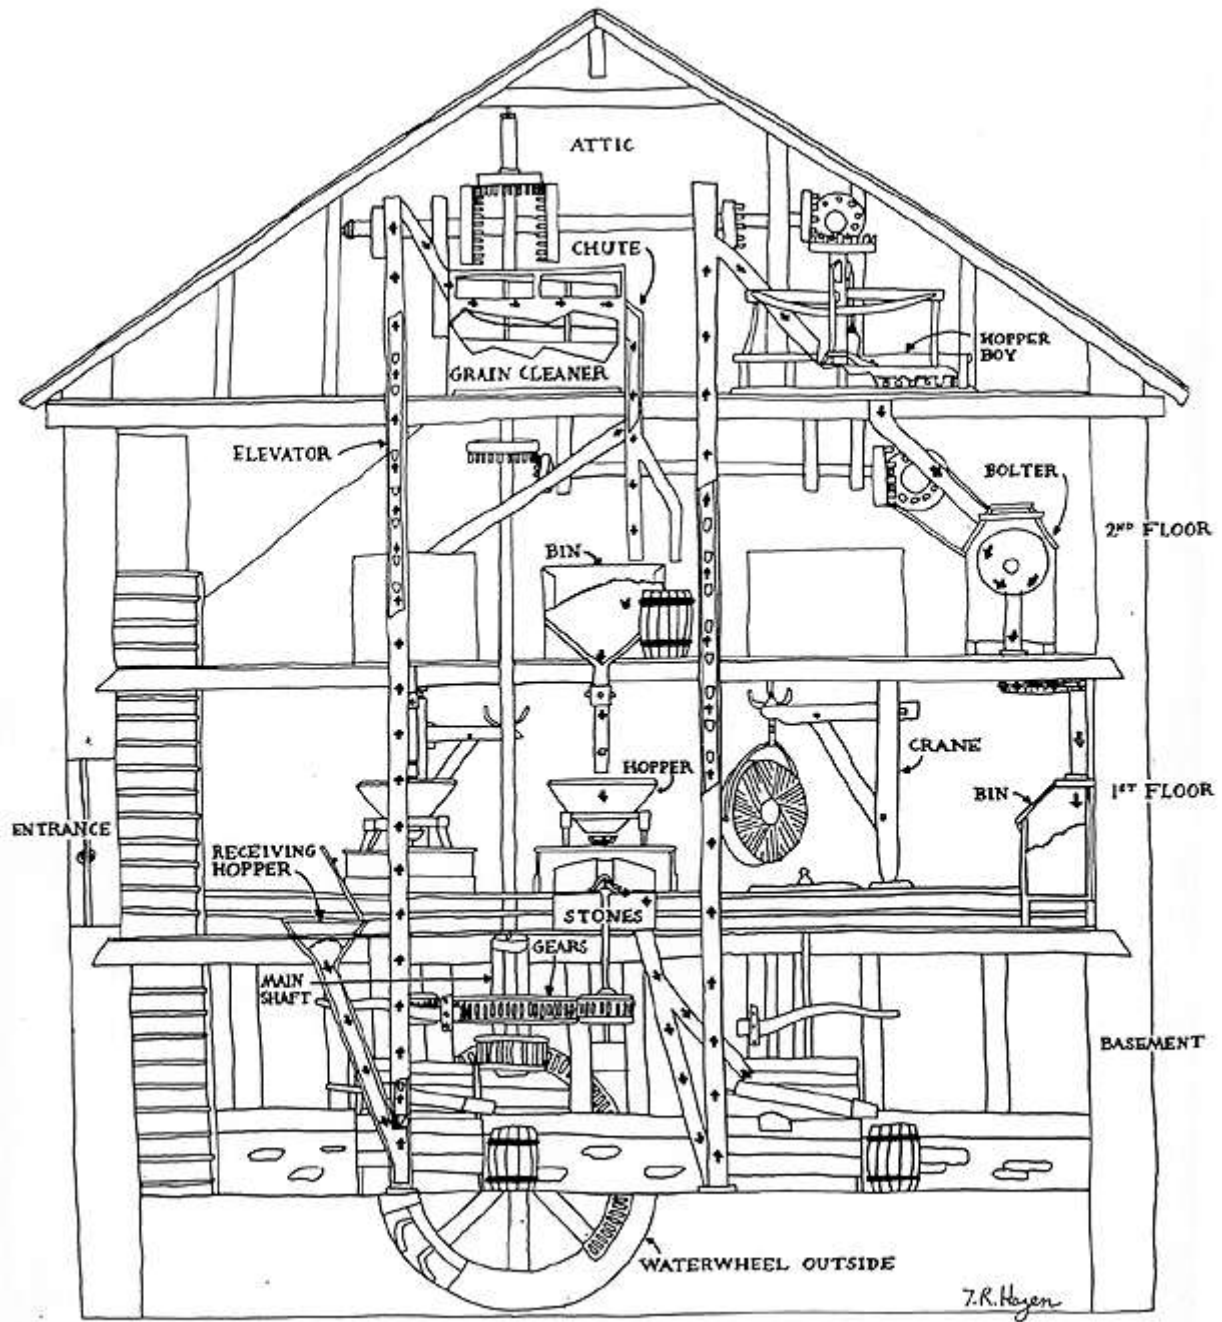 ATTIC
CHUTE
HOPPER
BOY
GRAIN CLEANER
ELEVATOR
BOLTER
2ND FLOOR
BIN
HOPPER
CRANE
BIN
1ST FLOOR
ENTRANCE
RECEIVING
HOPPER
STONES
GEARS
MAIN
SHAFT
BASEMENT
WATERWHEEL OUTSIDE
T.R. Hazen